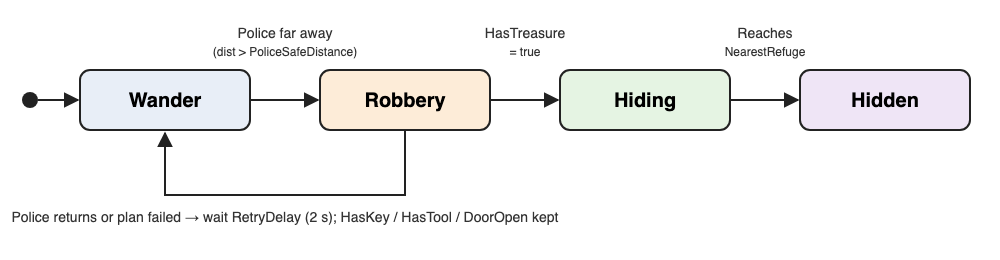 Police far away
(dist > PoliceSafeDistance)
HasTreasure
= true
Reaches
NearestRefuge
Wander
Robbery
Hiding
Hidden
Police returns or plan failed → wait RetryDelay (2 s); HasKey / HasTool / DoorOpen kept